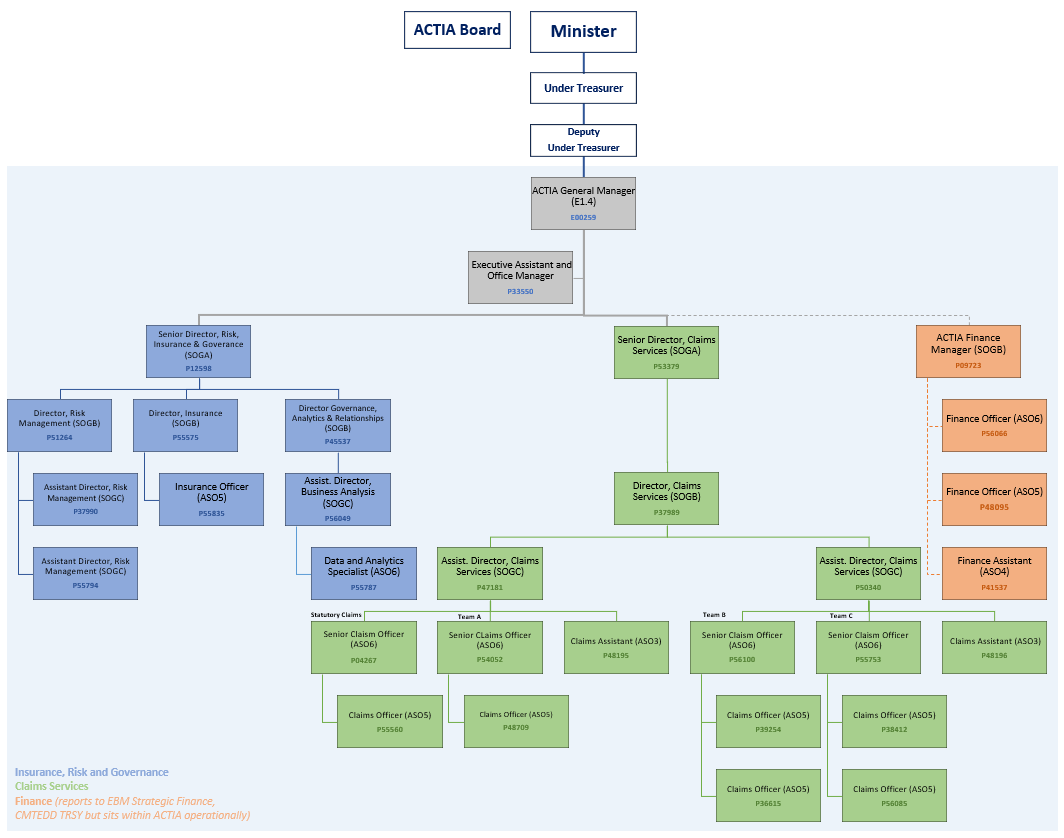 ACTIA Board
Minister
Under Treasurer
Deputy
Under Treasurer
ACTIA General Manager
(E1.4)
E00259
Executive Assistant and
Office Manager
P33550
Senior Director, Risk,
Insurance & Goverance
(SOGA)
P12598
Senior Director, Claims
Services (SOGA)
P53379
ACTIA Finance
Manager (SOGB)
P09723
Director, Risk
Management (SOGB)
P51264
Director, Insurance
(SOGB)
P55575
Director Governance,
Analytics & Relationships
(SOGB)
P45537
Finance Officer (ASO6)
P56066
Assistant Director, Risk
Management (SOGC)
P37990
Insurance Officer
(ASO5)
P55835
Assist. Director,
Business Analysis
(SOGC)
P56049
Director, Claims
Services (SOGB)
P37989
Finance Officer (ASO5)
P48095
Assistant Director, Risk
Management (SOGC)
P55794
Data and Analytics
Specialist (ASO6)
P55787
Assist. Director, Claims
Services (SOGC)
P47181
Assist. Director, Claims
Services (SOGC)
P50340
Finance Assistant
(ASO4)
P41537
Statutory Claims
Team A
Team B
Team C
Senior Claism Officer
(ASO6)
P04267
Senior CLaims Officer
(ASO6)
P54052
Claims Assistant (ASO3)
P48195
Senior Claism Officer
(ASO6)
P56100
Senior Claism Officer
(ASO6)
P55753
Claims Assistant (ASO3)
P48196
Claims Officer (ASO5)
P55560
Claims Officer (ASO5)
P48709
Claims Officer (ASO5)
P39254
Claims Officer (ASO5)
P38412
Claims Officer (ASO5)
P36615
Claims Officer (ASO5)
P56085
Insurance, Risk and Governance
Claims Services
Finance (reports to EBM Strategic Finance,
CMTEDD TRSY but sits within ACTIA operationally)